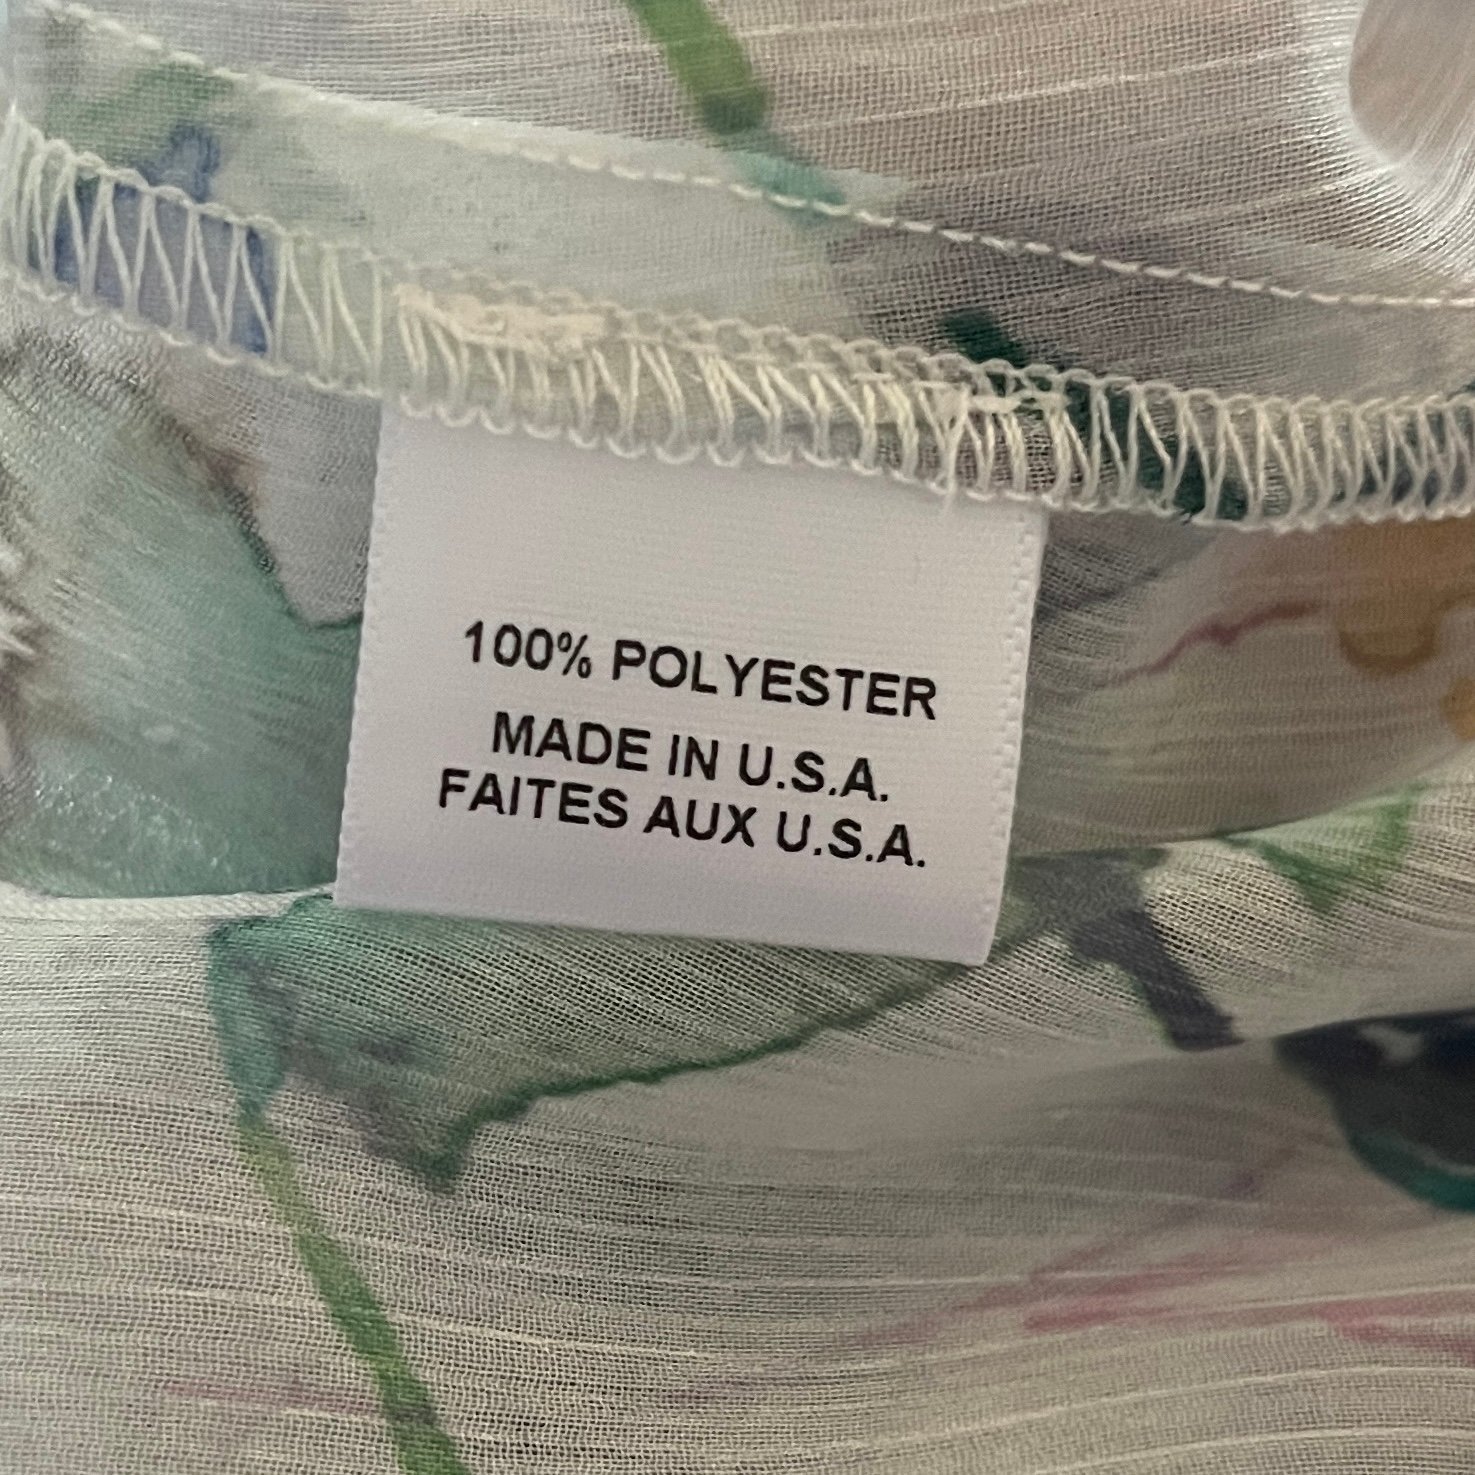 100% POLYESTER
MADE IN U.S.A.
FAITES AUX U.S.A.